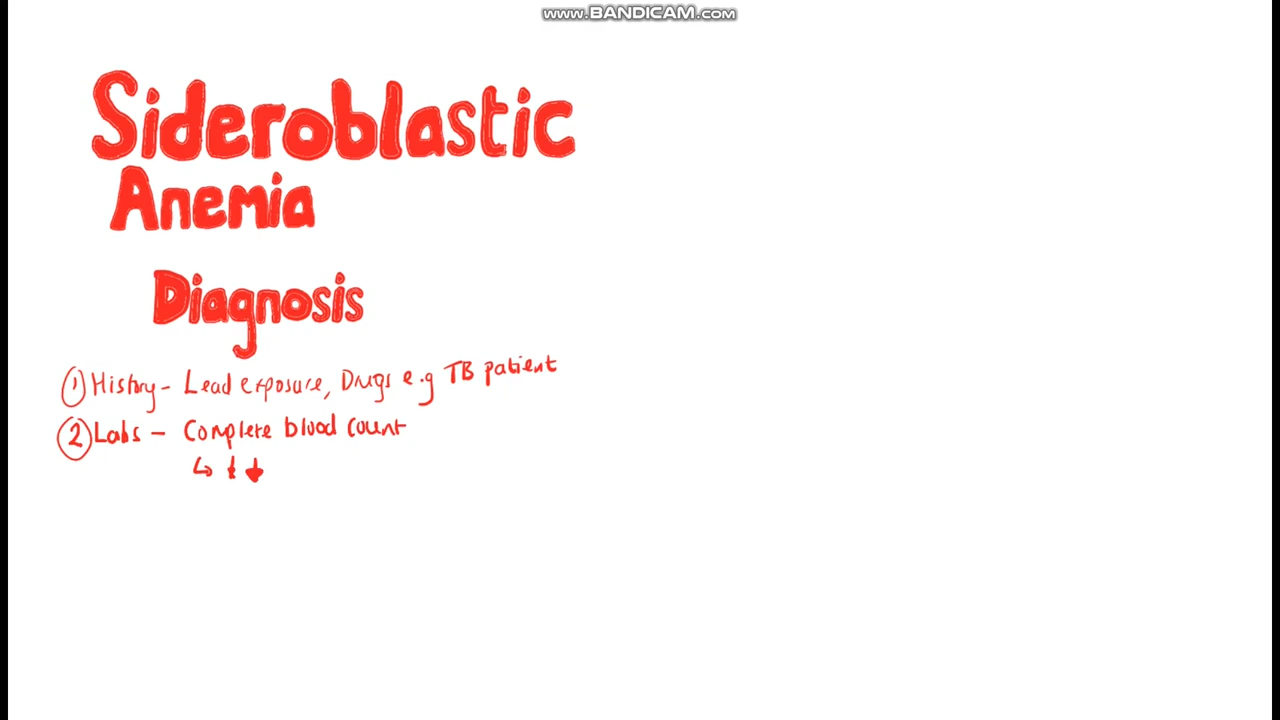 www.BANDICAM.com
Sideroblastic
Anemia
Diagnosis
① History - Lead exposure, Drugs e.g TB patient
② Labs - Complete blood count
↳ ↓ ↓